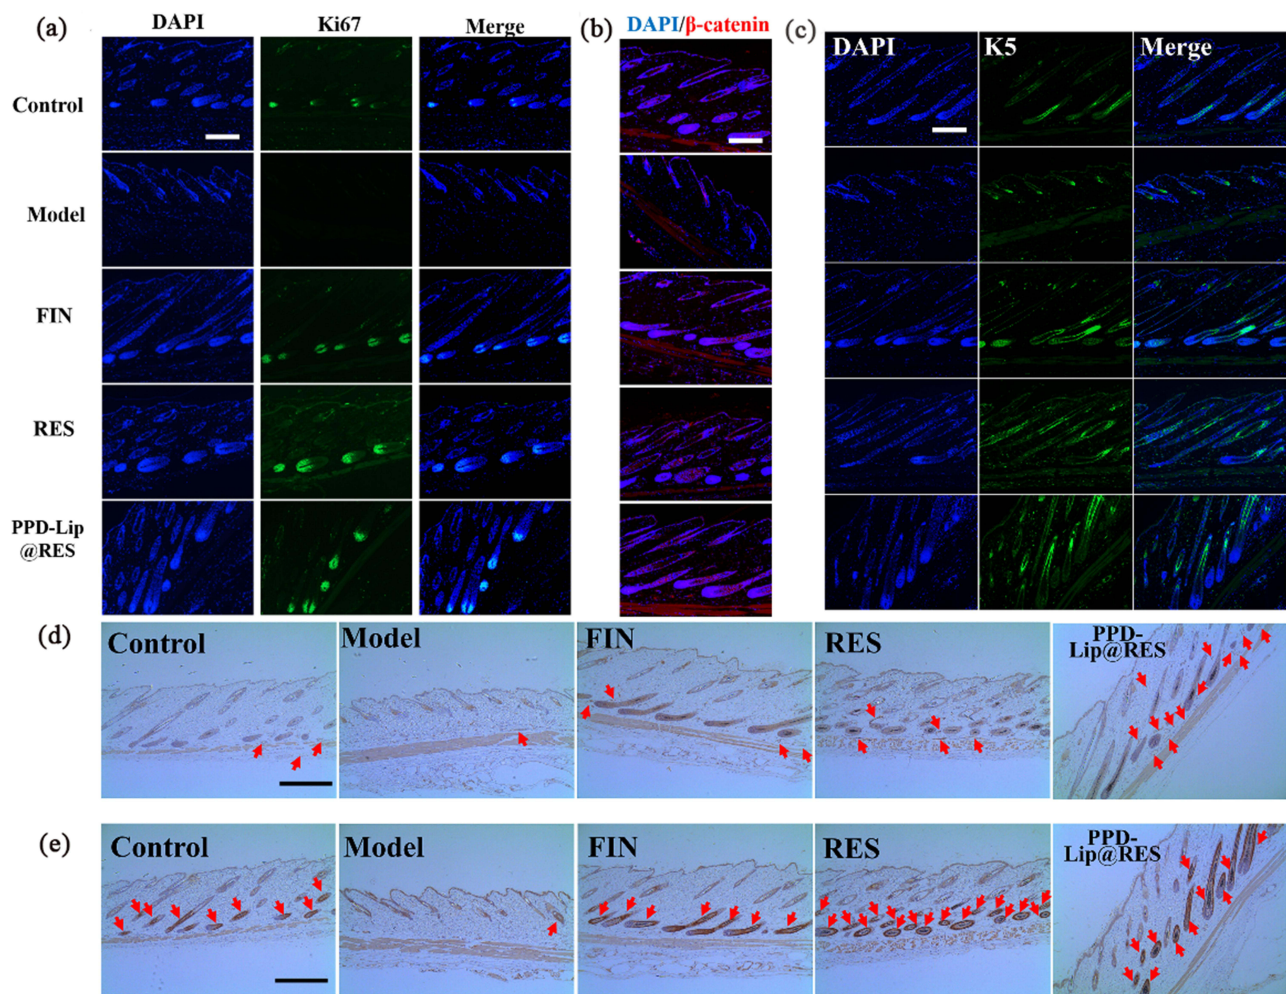 (a)
DAPI
Ki67
Merge
Control
Model
FIN
RES
PPD-Lip
@RES
(b)
DAPI/β-catenin
(c)
DAPI
K5
Merge
(d)
Control
Model
FIN
RES
PPD-
Lip@RES
(e)
Control
Model
FIN
RES
PPD-
Lip@RES